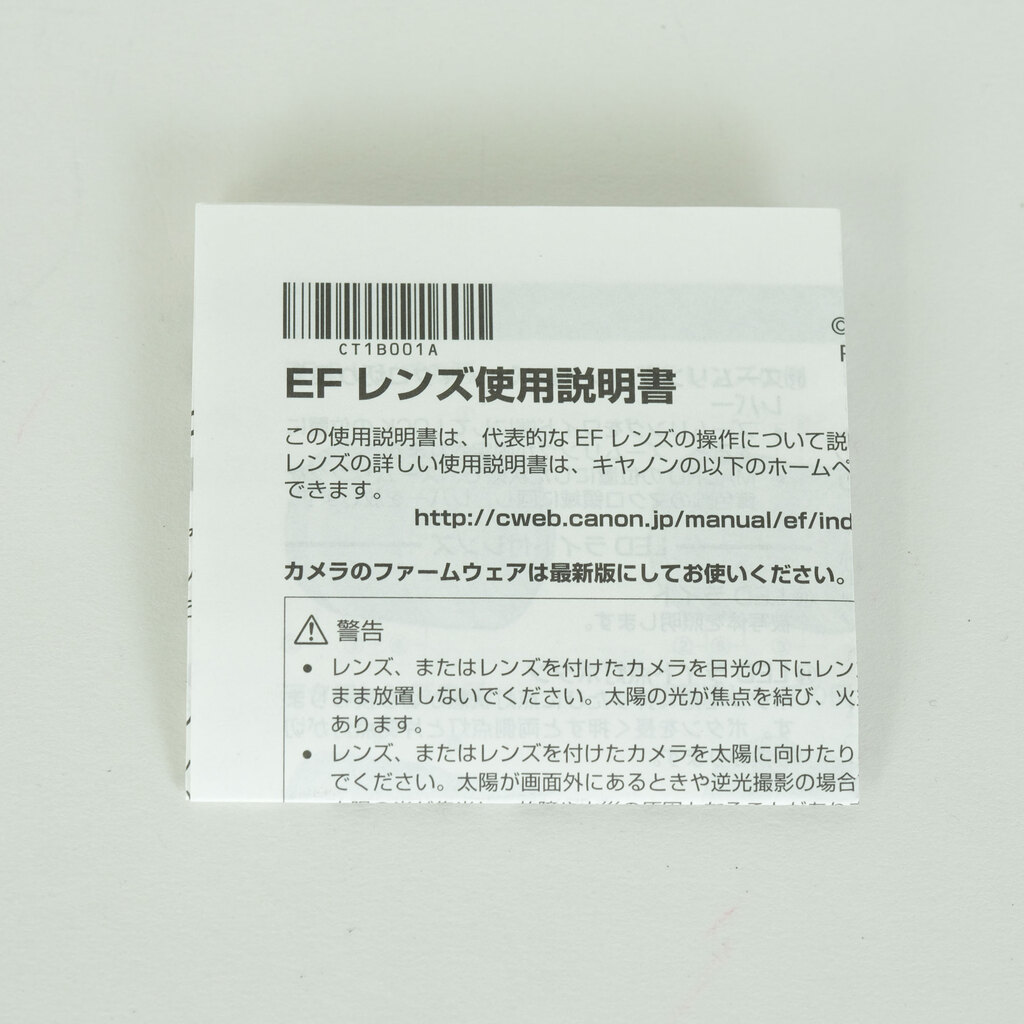 CT1B001A
©
EF レンズ使用説明書
この使用説明書は、代表的な EF レンズの操作について説
レンズの詳しい使用説明書は、キヤノンの以下のホームペ
できます。
http://cweb.canon.jp/manual/ef/ind
カメラのファームウェアは最新版にしてお使いください。
警告
● レンズ、またはレンズを付けたカメラを日光の下にレン
まま放置しないでください。太陽の光が焦点を結び、火
あります。
● レンズ、またはレンズを付けたカメラを太陽に向けたり
でください。太陽が画面外にあるときや逆光撮影の場合